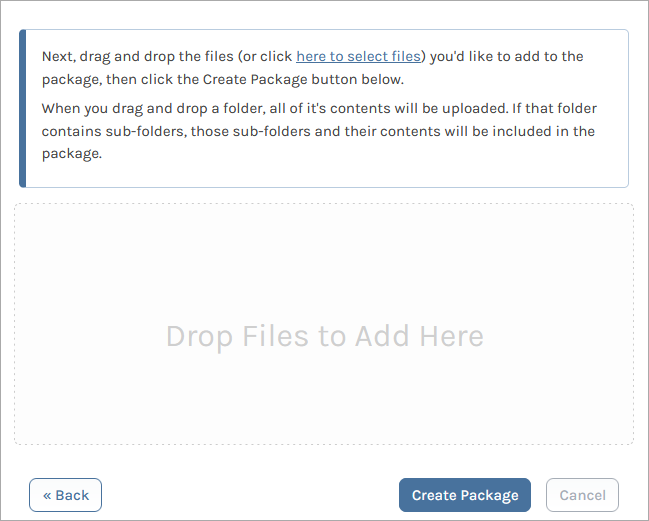 Next, drag and drop the files (or click here to select files) you'd like to add to the
package, then click the Create Package button below.
When you drag and drop a folder, all of it's contents will be uploaded. If that folder
contains sub-folders, those sub-folders and their contents will be included in the
package.
Drop Files to Add Here
« Back
Create Package
Cancel